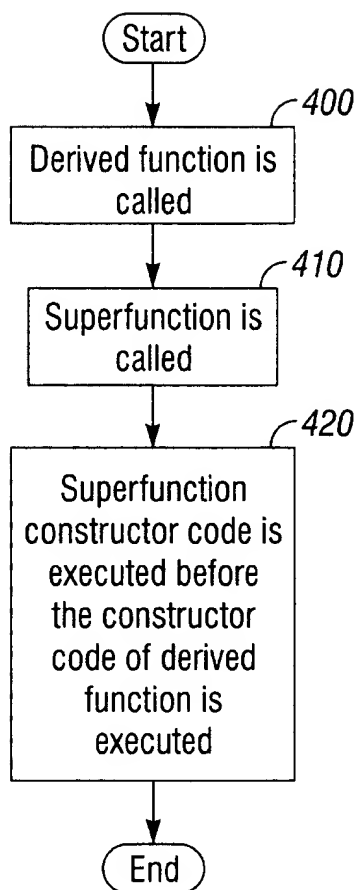 Start
400
Derived function is
called
410
Superfunction is
called
420
Superfunction
constructor code is
executed before
the constructor
code of derived
function is
executed
End